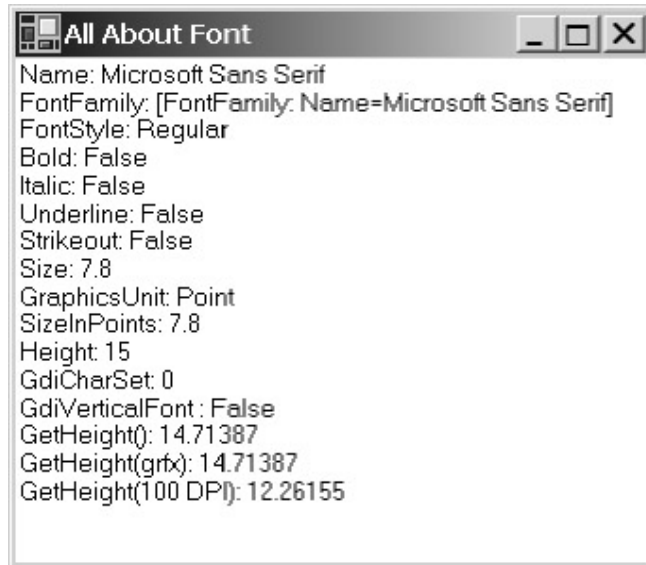 All About Font
Name: Microsoft Sans Serif
FontFamily: [FontFamily: Name=Microsoft Sans Serif]
FontStyle: Regular
Bold: False
Italic: False
Underline: False
Strikeout: False
Size: 7.8
GraphicsUnit: Point
SizeInPoints: 7.8
Height: 15
GdiCharSet: 0
GdiVerticalFont : False
GetHeight(): 14.71387
GetHeight(grfx): 14.71387
GetHeight(100 DPI): 12.26155